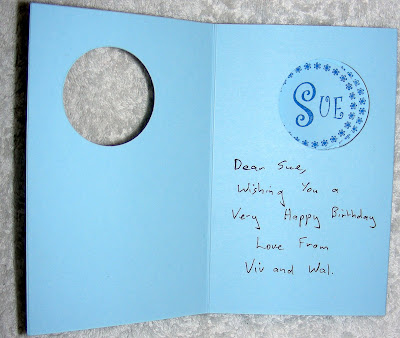 SUE
Dear Sue,
Wishing You a
Very Happy Birthday
Love From
Viv and Wal.